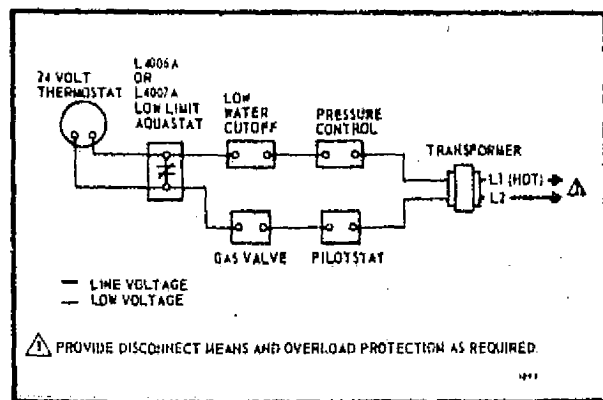 24 VOLT
THERMOSTAT
L4006A
OR
L4007A
LOW LIMIT
AQUASTAT
LOW
WATER
CUTOFF
PRESSURE
CONTROL
TRANSFORMER
L1 (HOT)
L2
GAS VALVE
PILOTSTAT
LINE VOLTAGE
LOW VOLTAGE
PROVIDE DISCONNECT MEANS AND OVERLOAD PROTECTION AS REQUIRED.